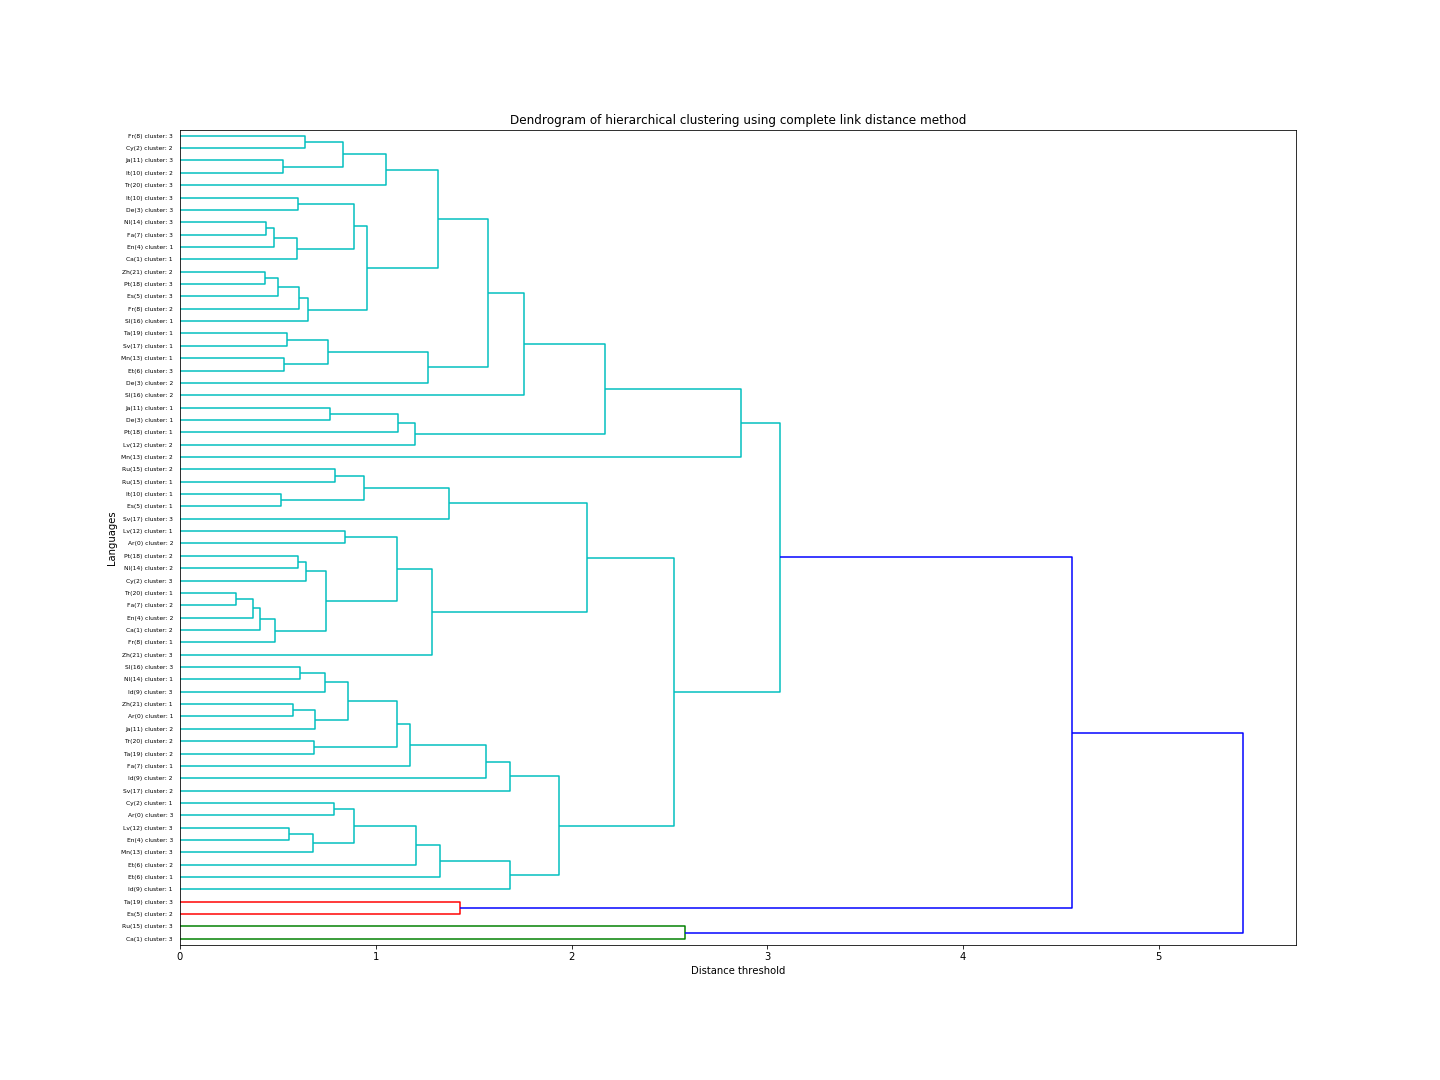 Dendrogram of hierarchical clustering using complete link distance method
Fr(8) cluster: 3
Cy(2) cluster: 2
Ja(11) cluster: 3
It(10) cluster: 2
Tr(20) cluster: 3
It(10) cluster: 3
De(3) cluster: 3
Nl(14) cluster: 3
Fa(7) cluster: 3
En(4) cluster: 1
Ca(1) cluster: 1
Zh(21) cluster: 2
Pt(18) cluster: 3
Es(5) cluster: 3
Fr(8) cluster: 2
Sl(16) cluster: 1
Ta(19) cluster: 1
Sv(17) cluster: 1
Mn(13) cluster: 1
Et(6) cluster: 3
De(3) cluster: 2
Sl(16) cluster: 2
Ja(11) cluster: 1
De(3) cluster: 1
Pt(18) cluster: 1
Lv(12) cluster: 2
Mn(13) cluster: 2
Ru(15) cluster: 2
Ru(15) cluster: 1
It(10) cluster: 1
Es(5) cluster: 1
Sv(17) cluster: 3
Lv(12) cluster: 1
Ar(0) cluster: 2
Pt(18) cluster: 2
Nl(14) cluster: 2
Cy(2) cluster: 3
Tr(20) cluster: 1
Fa(7) cluster: 2
En(4) cluster: 2
Ca(1) cluster: 2
Fr(8) cluster: 1
Zh(21) cluster: 3
Sl(16) cluster: 3
Nl(14) cluster: 1
Id(9) cluster: 3
Zh(21) cluster: 1
Ar(0) cluster: 1
Ja(11) cluster: 2
Tr(20) cluster: 2
Ta(19) cluster: 2
Fa(7) cluster: 1
Id(9) cluster: 2
Sv(17) cluster: 2
Cy(2) cluster: 1
Ar(0) cluster: 3
Lv(12) cluster: 3
En(4) cluster: 3
Mn(13) cluster: 3
Et(6) cluster: 2
Et(6) cluster: 1
Id(9) cluster: 1
Ta(19) cluster: 3
Es(5) cluster: 2
Ru(15) cluster: 3
Ca(1) cluster: 3
Languages
0 1 2 3 4 5
Distance threshold